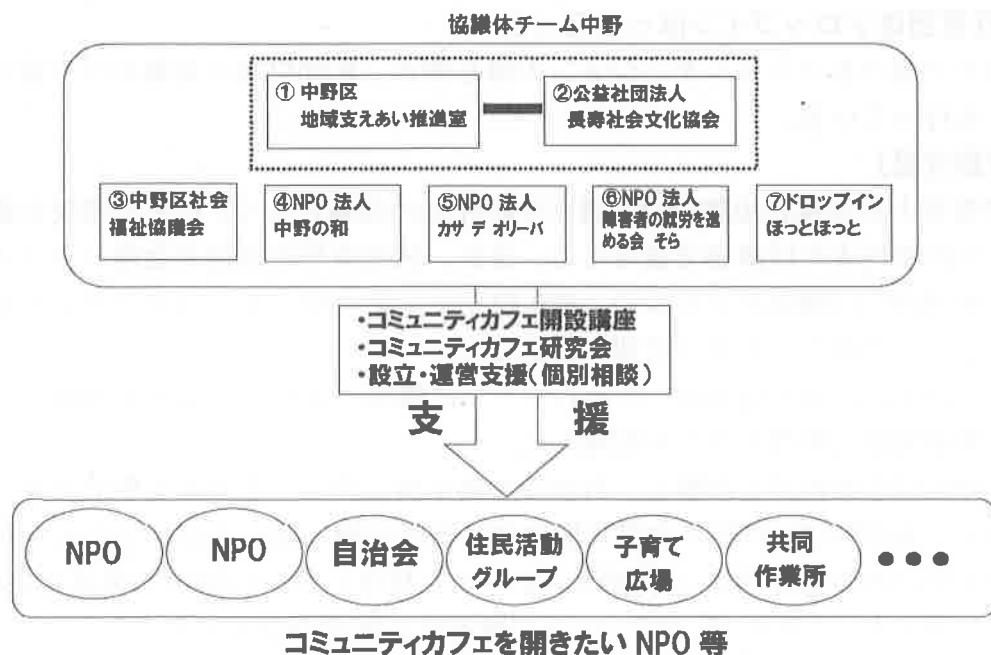 協議体チーム中野
① 中野区
地域支えあい推進室
②公益社団法人
長寿社会文化協会
③中野区社会
福祉協議会
④NPO 法人
中野の和
⑤NPO 法人
カサ デ オリーバ
⑥NPO 法人
障害者の就労を進
める会 そら
⑦ドロップイン
ほっとほっと
・コミュニティカフェ開設講座
・コミュニティカフェ研究会
・設立・運営支援（個別相談）
支 援
NPO
NPO
自治会
住民活動
グループ
子育て
広場
共同
作業所
●●●
コミュニティカフェを開きたい NPO 等